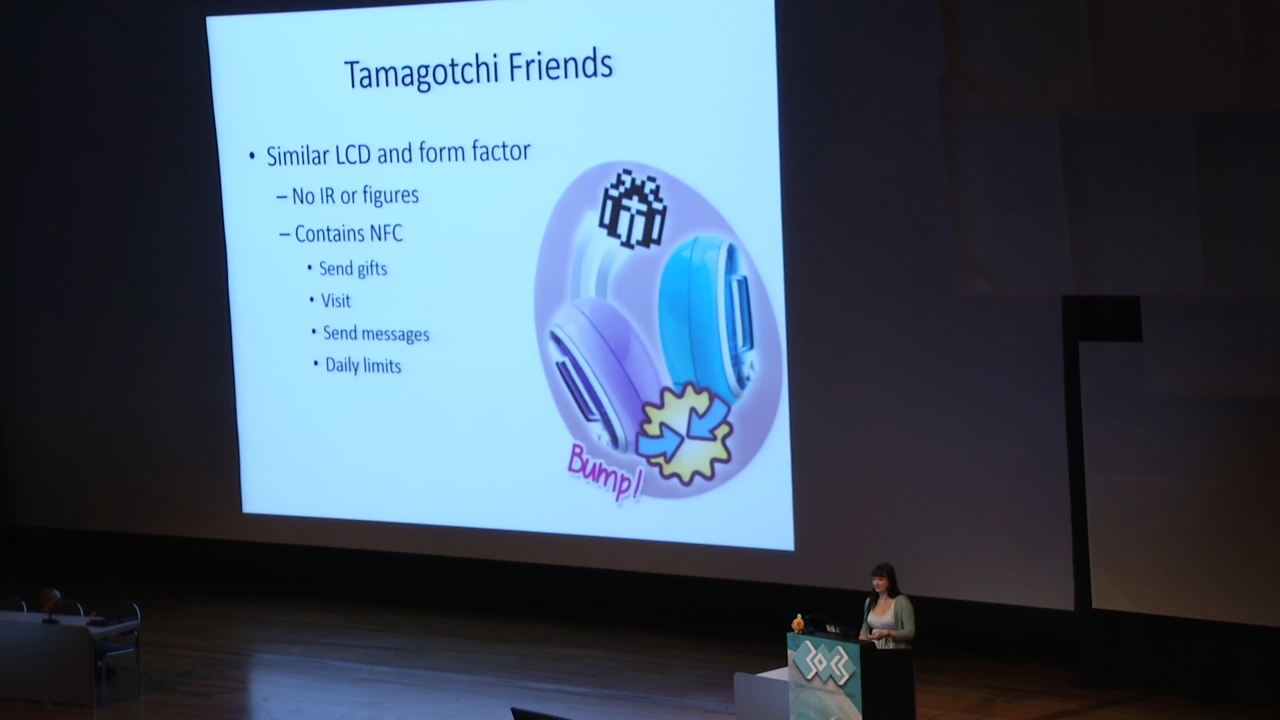 Tamagotchi Friends
• Similar LCD and form factor
– No IR or figures
– Contains NFC
• Send gifts
• Visit
• Send messages
• Daily limits
Bump!
30C3